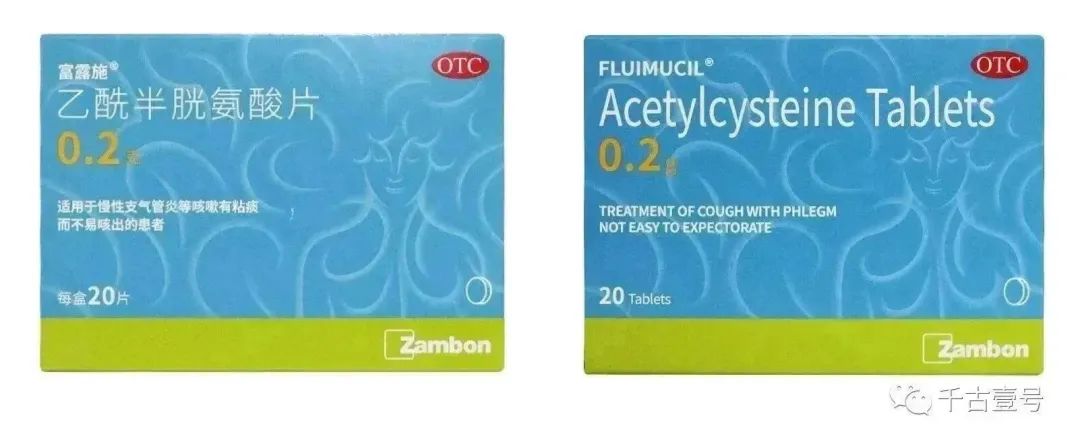 富露施®
OTC
乙酰半胱氨酸片
0.2克
适用于慢性支气管炎等咳嗽有粘痰
而不易咳出的患者
每盒20片
Zambon
FLUIMUCIL®
OTC
Acetylcysteine Tablets
0.2g
TREATMENT OF COUGH WITH PHLEGM
NOT EASY TO EXPECTORATE
20 Tablets
Zambon
千古壹号